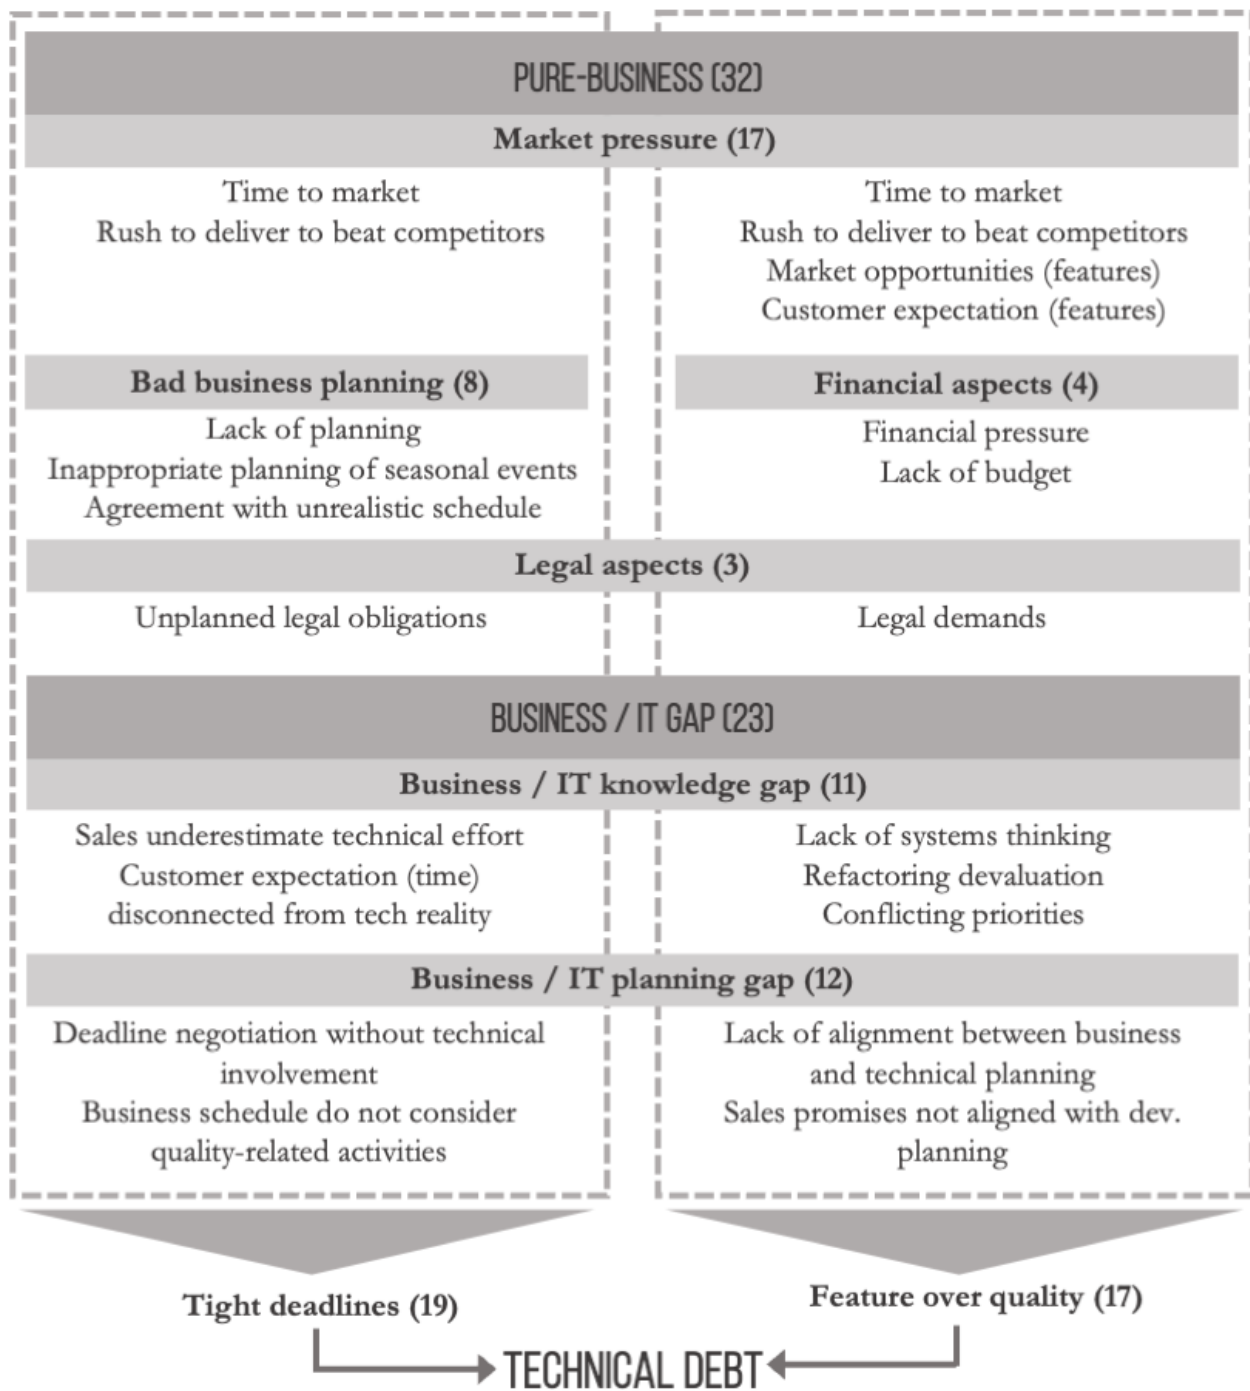 PURE-BUSINESS (32)
Market pressure (17)
Time to market
Rush to deliver to beat competitors
Time to market
Rush to deliver to beat competitors
Market opportunities (features)
Customer expectation (features)
Bad business planning (8)
Lack of planning
Inappropriate planning of seasonal events
Agreement with unrealistic schedule
Financial aspects (4)
Financial pressure
Lack of budget
Legal aspects (3)
Unplanned legal obligations
Legal demands
BUSINESS / IT GAP (23)
Business / IT knowledge gap (11)
Sales underestimate technical effort
Customer expectation (time)
disconnected from tech reality
Lack of systems thinking
Refactoring devaluation
Conflicting priorities
Business / IT planning gap (12)
Deadline negotiation without technical
involvement
Business schedule do not consider
quality-related activities
Lack of alignment between business
and technical planning
Sales promises not aligned with dev.
planning
Tight deadlines (19)
Feature over quality (17)
TECHNICAL DEBT